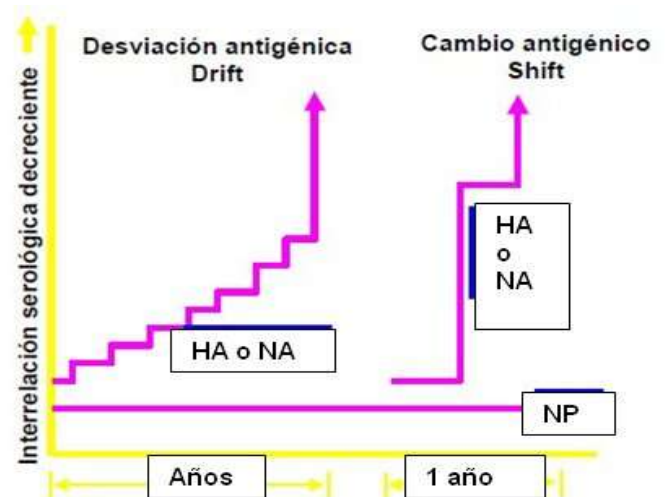 Desviación antigénica
Drift
Cambio antigénico
Shift
Interrelación serológica decreciente
HA
o
NA
HA o NA
NP
Años
1 año